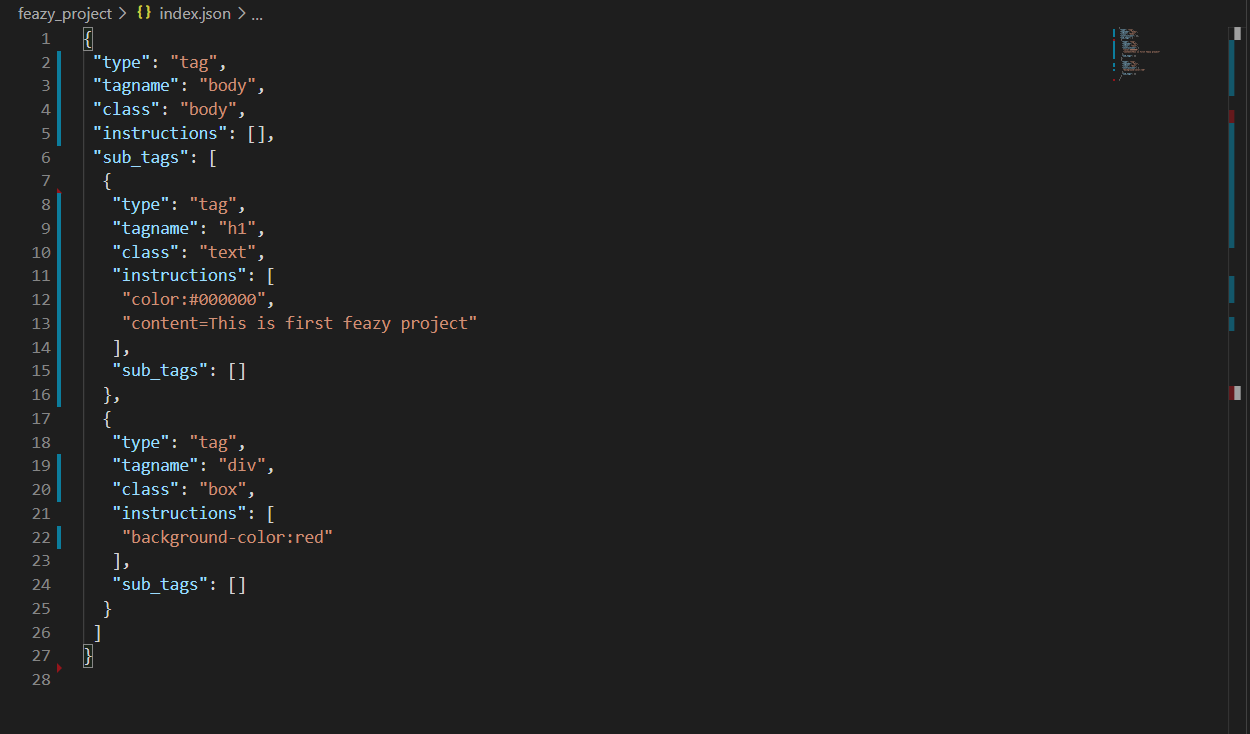 feazy_project > {} index.json > ...
1 {
2 "type": "tag",
3 "tagname": "body",
4 "class": "body",
5 "instructions": [],
6 "sub_tags": [
7 {
8 "type": "tag",
9 "tagname": "h1",
10 "class": "text",
11 "instructions": [
12 "color:#000000",
13 "content=This is first feazy project"
14 ],
15 "sub_tags": []
16 },
17 {
18 "type": "tag",
19 "tagname": "div",
20 "class": "box",
21 "instructions": [
22 "background-color:red"
23 ],
24 "sub_tags": []
25 }
26 ]
27 }
28